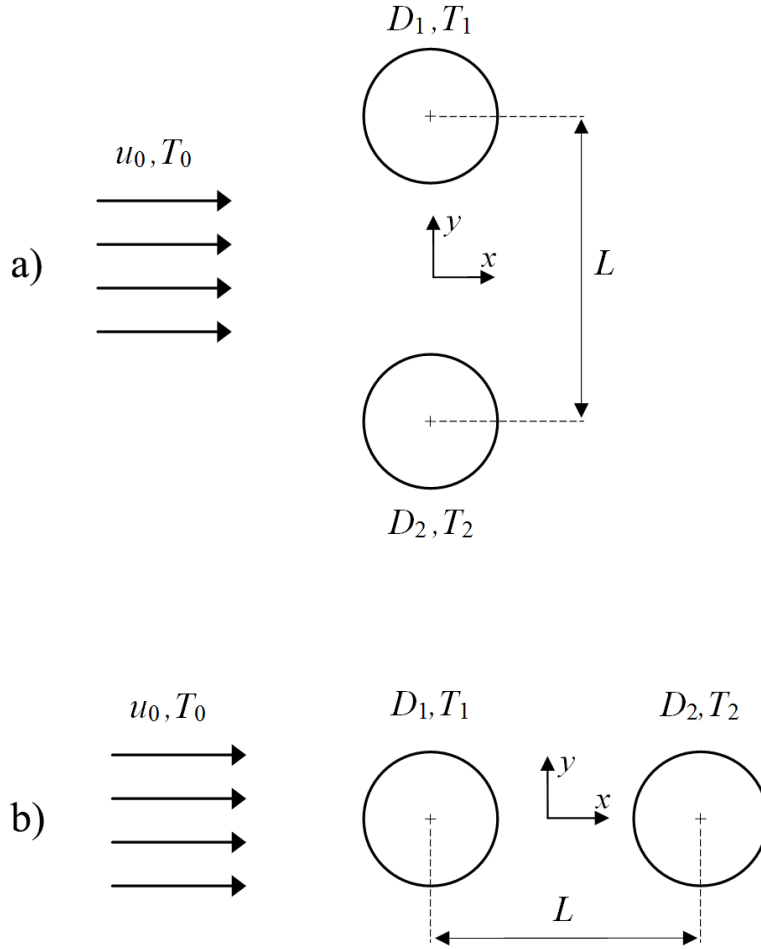 D₁,T₁
u₀,T₀
a)
y
x
L
D₂,T₂
u₀,T₀
D₁,T₁
D₂,T₂
b)
y
x
L